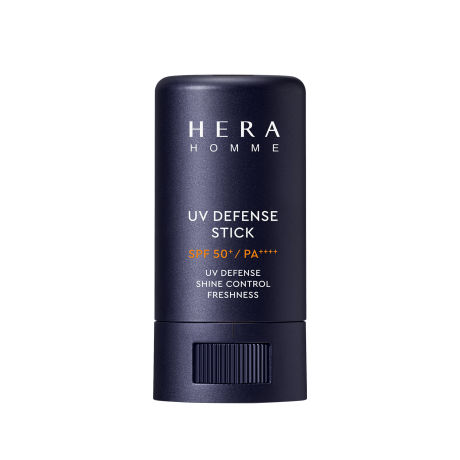 HERA
HOMME
UV DEFENSE
STICK
SPF 50+ / PA++++
UV DEFENSE
SHINE CONTROL
FRESHNESS